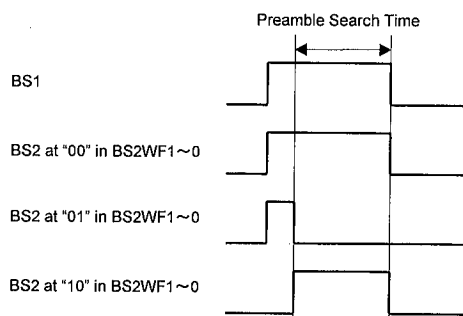 Preamble Search Time
BS1
BS2 at "00" in BS2WF1～0
BS2 at "01" in BS2WF1～0
BS2 at "10" in BS2WF1～0